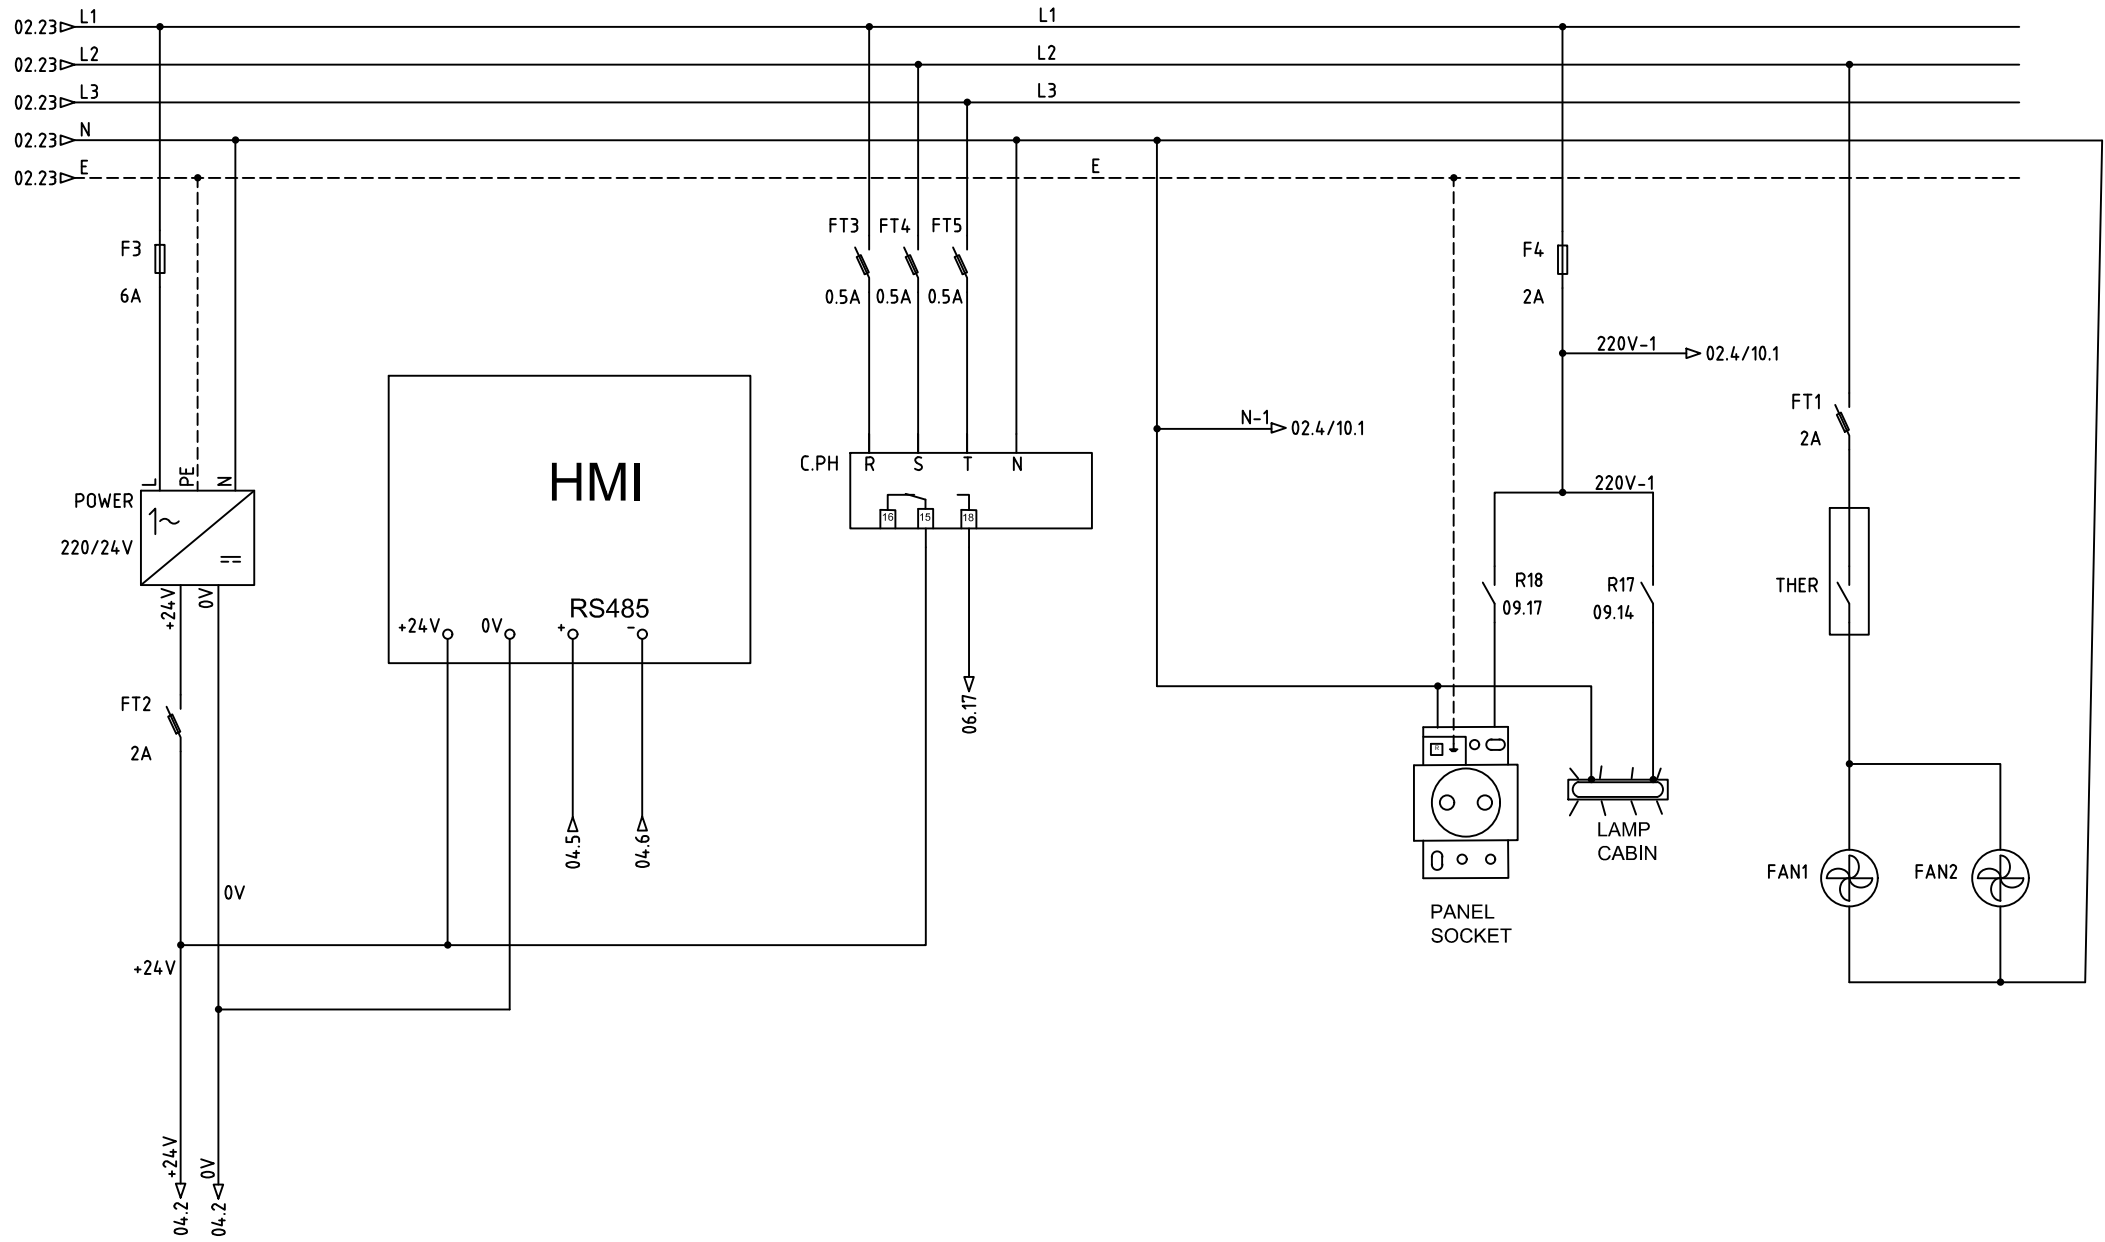 02.23 L1 L1
02.23 L2 L2
02.23 L3 L3
02.23 N
02.23 E E
F3
6A
FT3 FT4 FT5
0.5A 0.5A 0.5A
F4
2A
220V-1 02.4/10.1
N-1 02.4/10.1
FT1
2A
L PE N
POWER
220/24V
1
+24V 0V
HMI
RS485
+24V 0V + -
04.5 04.6
C.PH R S T N
16 15 18
06.17
220V-1
R18
09.17
R17
09.14
THER
FT2
2A
R
LAMP
CABIN
PANEL
SOCKET
FAN1 FAN2
0V
+24V
+24V 0V
04.2 04.2